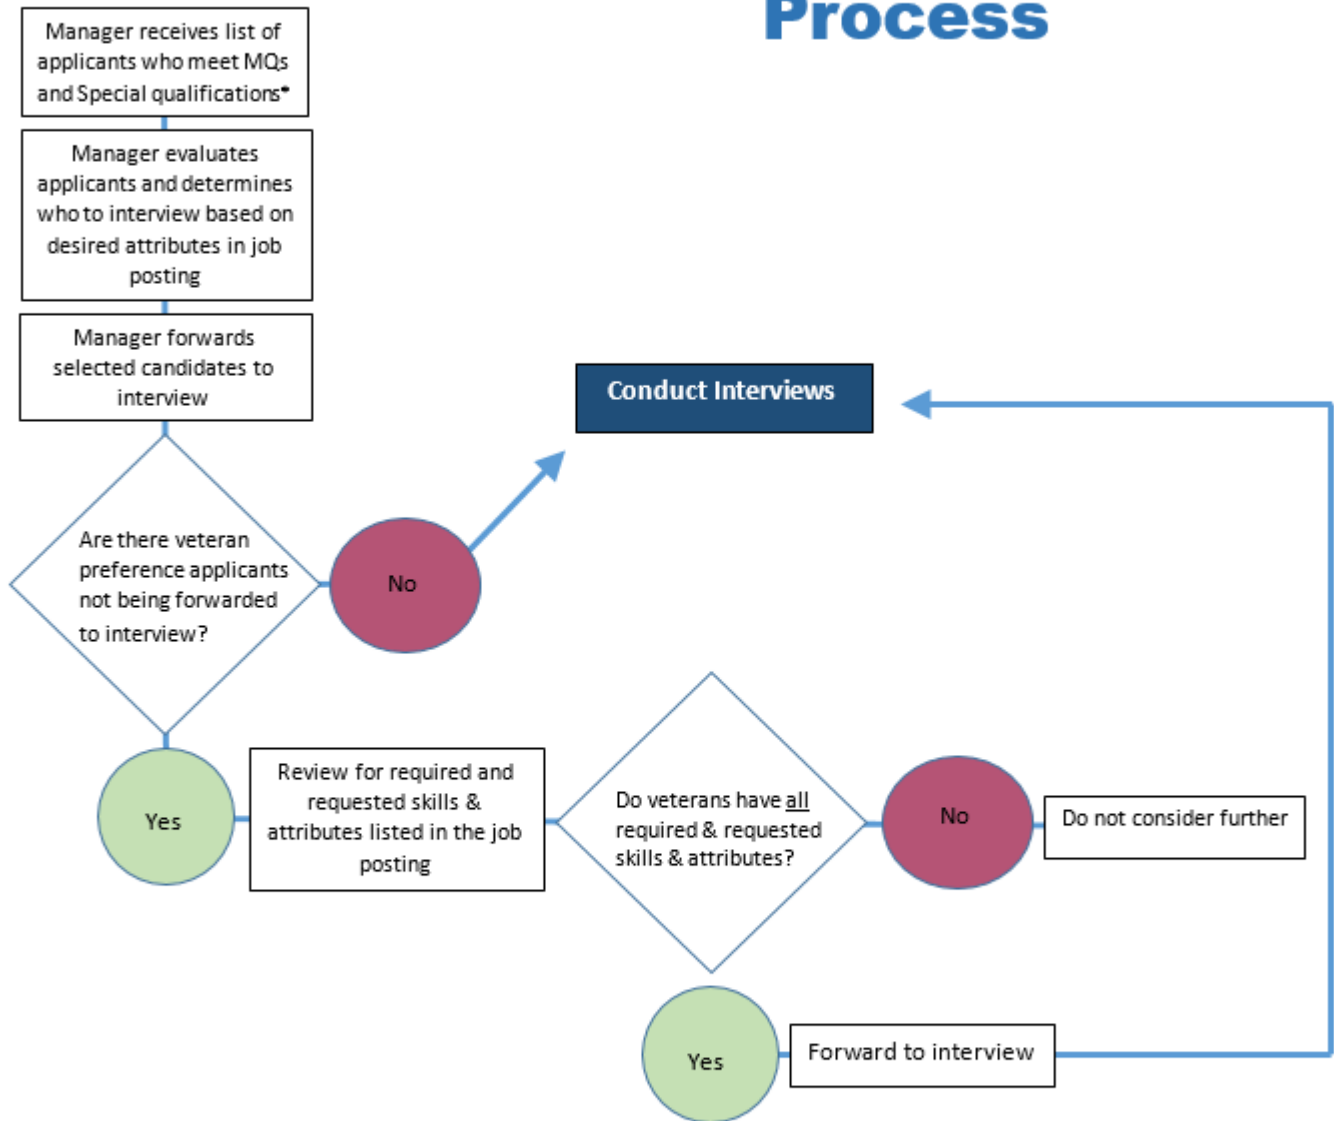 Process
Manager receives list of
applicants who meet MQs
and Special qualifications*
Manager evaluates
applicants and determines
who to interview based on
desired attributes in job
posting
Manager forwards
selected candidates to
interview
Conduct Interviews
Are there veteran
preference applicants
not being forwarded
to interview?
No
Yes
Review for required and
requested skills &
attributes listed in the job
posting
Do veterans have all
required & requested
skills & attributes?
No
Do not consider further
Yes
Forward to interview